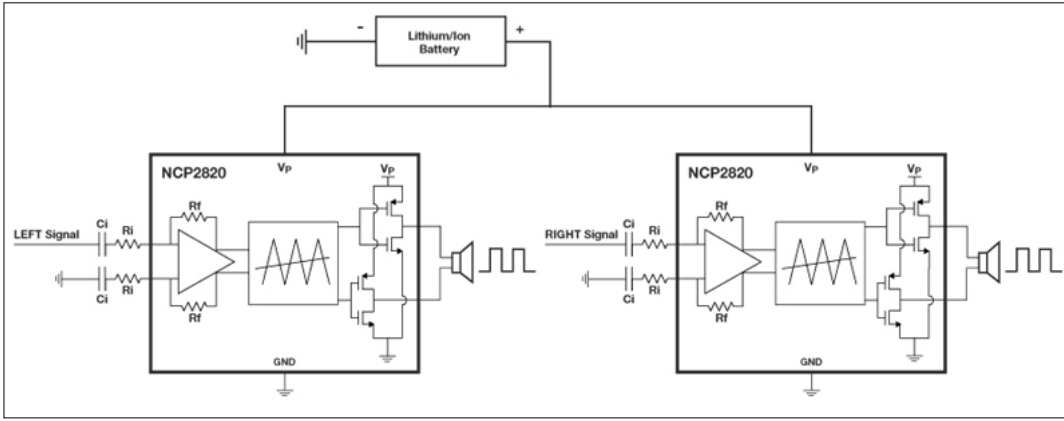 - Lithium/Ion +
Battery
NCP2820 VP VP
Rf
LEFT Signal Ci Ri
Ci Ri
Rf
GND
NCP2820 VP VP
Rf
RIGHT Signal Ci Ri
Ci Ri
Rf
GND